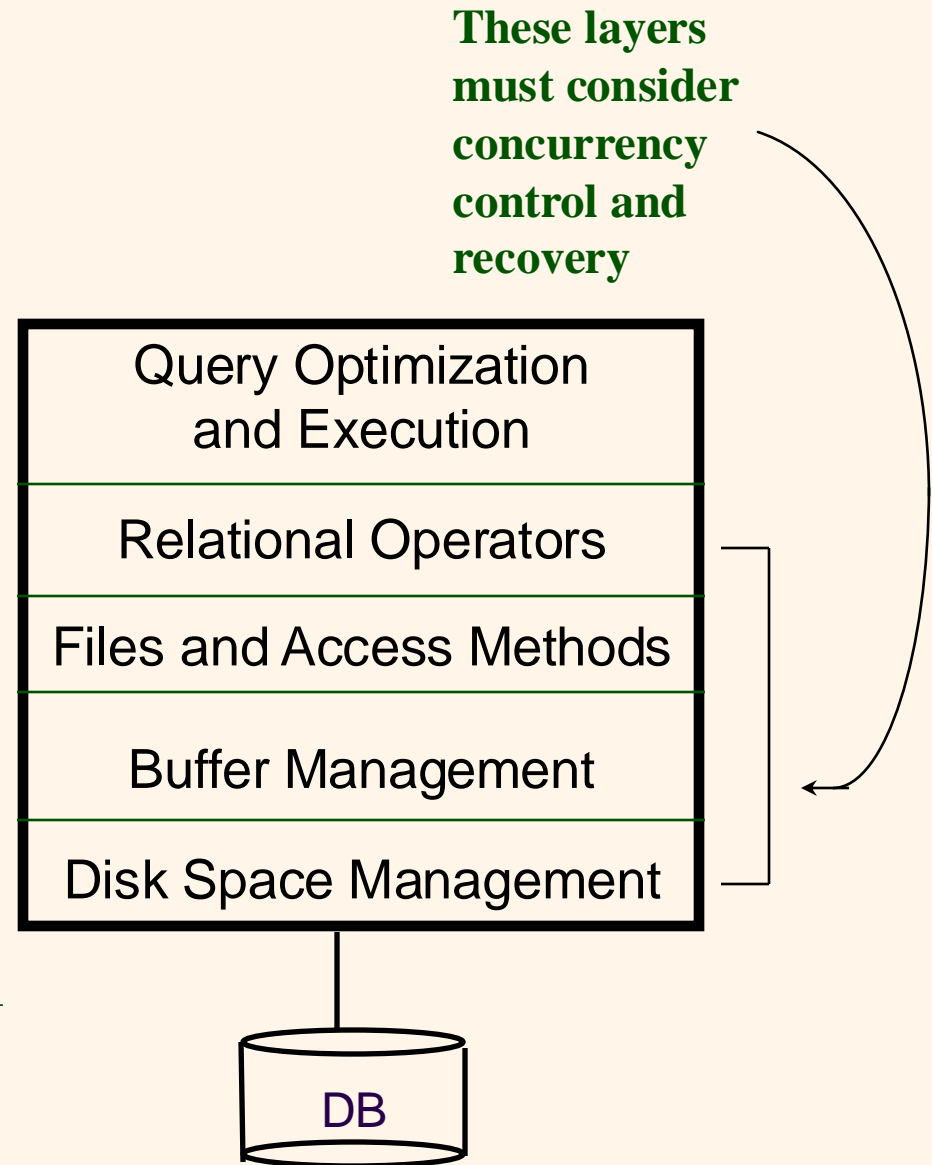 These layers
must consider
concurrency
control and
recovery
Query Optimization
and Execution
Relational Operators
Files and Access Methods
Buffer Management
Disk Space Management
DB